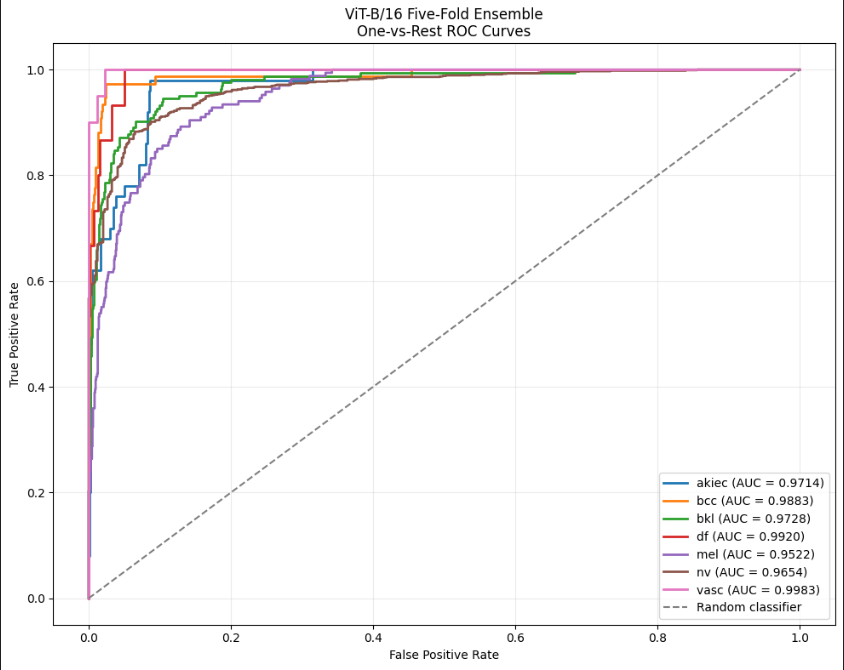 ViT-B/16 Five-Fold Ensemble
One-vs-Rest ROC Curves
True Positive Rate
1.0
0.8
0.6
0.4
0.2
0.0
0.0 0.2 0.4 0.6 0.8 1.0
False Positive Rate
akiec (AUC = 0.9714)
bcc (AUC = 0.9883)
bkl (AUC = 0.9728)
df (AUC = 0.9920)
mel (AUC = 0.9522)
nv (AUC = 0.9654)
vasc (AUC = 0.9983)
Random classifier